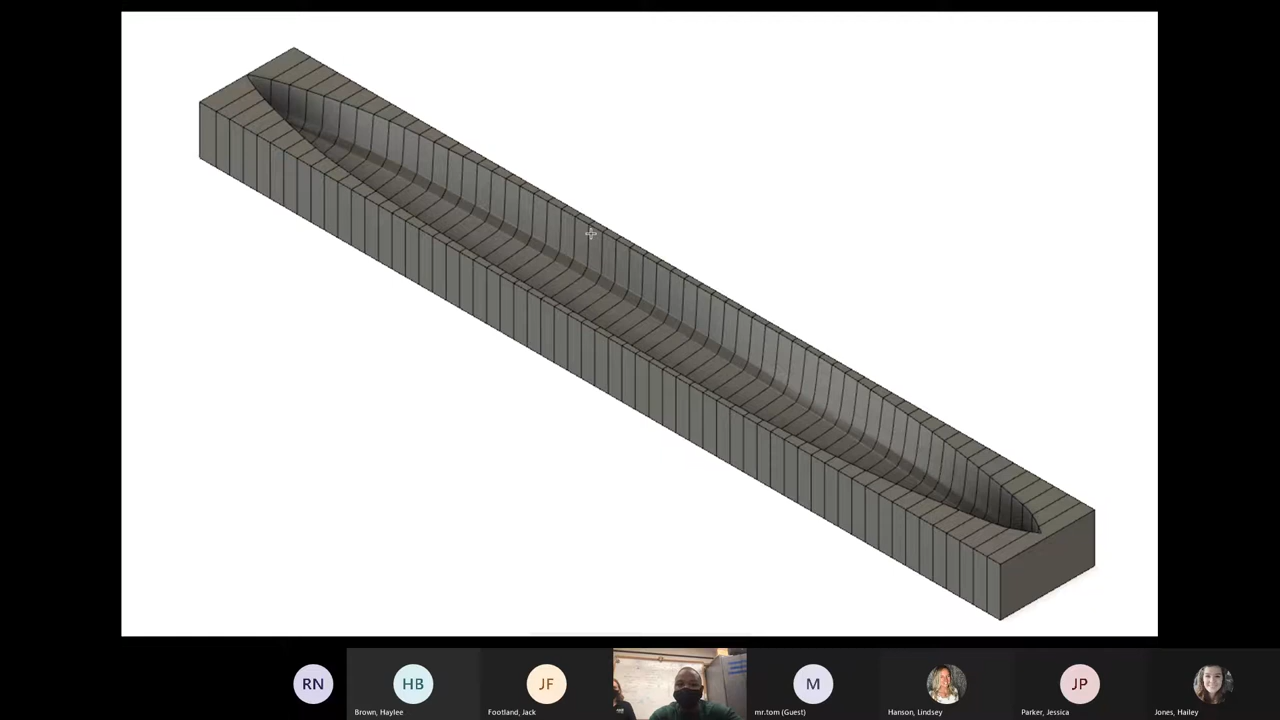 RN
HB
JF
M
JP
Brown, Haylee
Footland, Jack
mr.tom (Guest)
Hanson, Lindsey
Parker, Jessica
Jones, Hailey